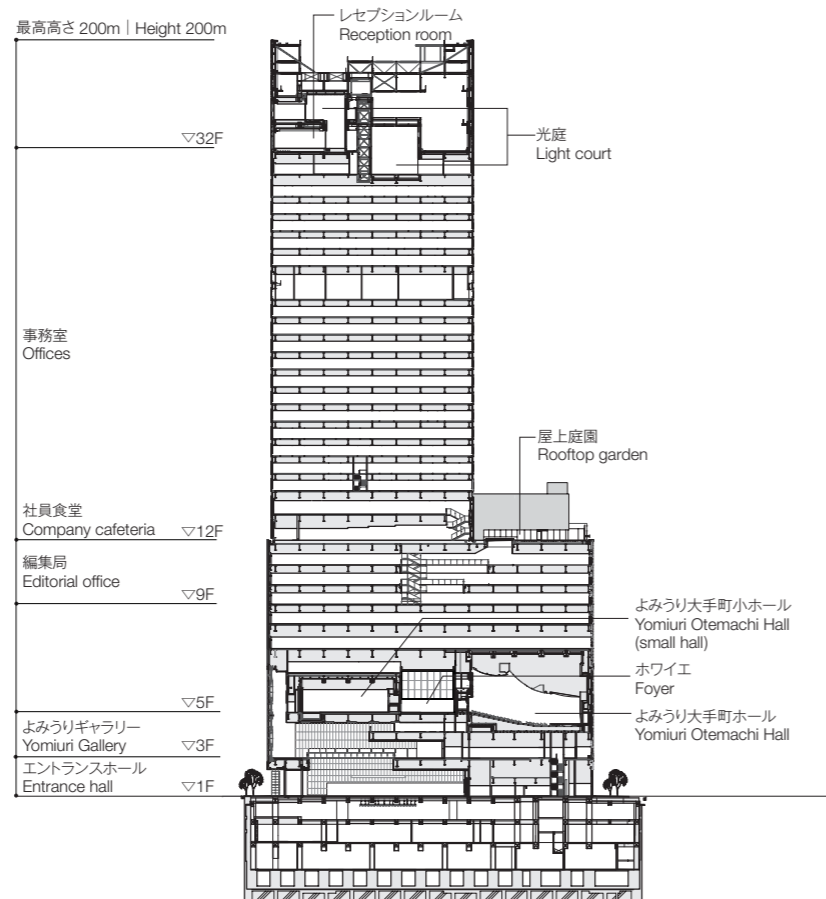 最高高さ 200m | Height 200m
レセプションルーム
Reception room
▽32F
光庭
Light court
事務室
Offices
屋上庭園
Rooftop garden
社員食堂
Company cafeteria ▽12F
編集局
Editorial office
▽9F
よみうり大手町小ホール
Yomiuri Otemachi Hall
(small hall)
ホワイエ
Foyer
▽5F
よみうり大手町ホール
Yomiuri Otemachi Hall
よみうりギャラリー
Yomiuri Gallery ▽3F
エントランスホール
Entrance hall ▽1F